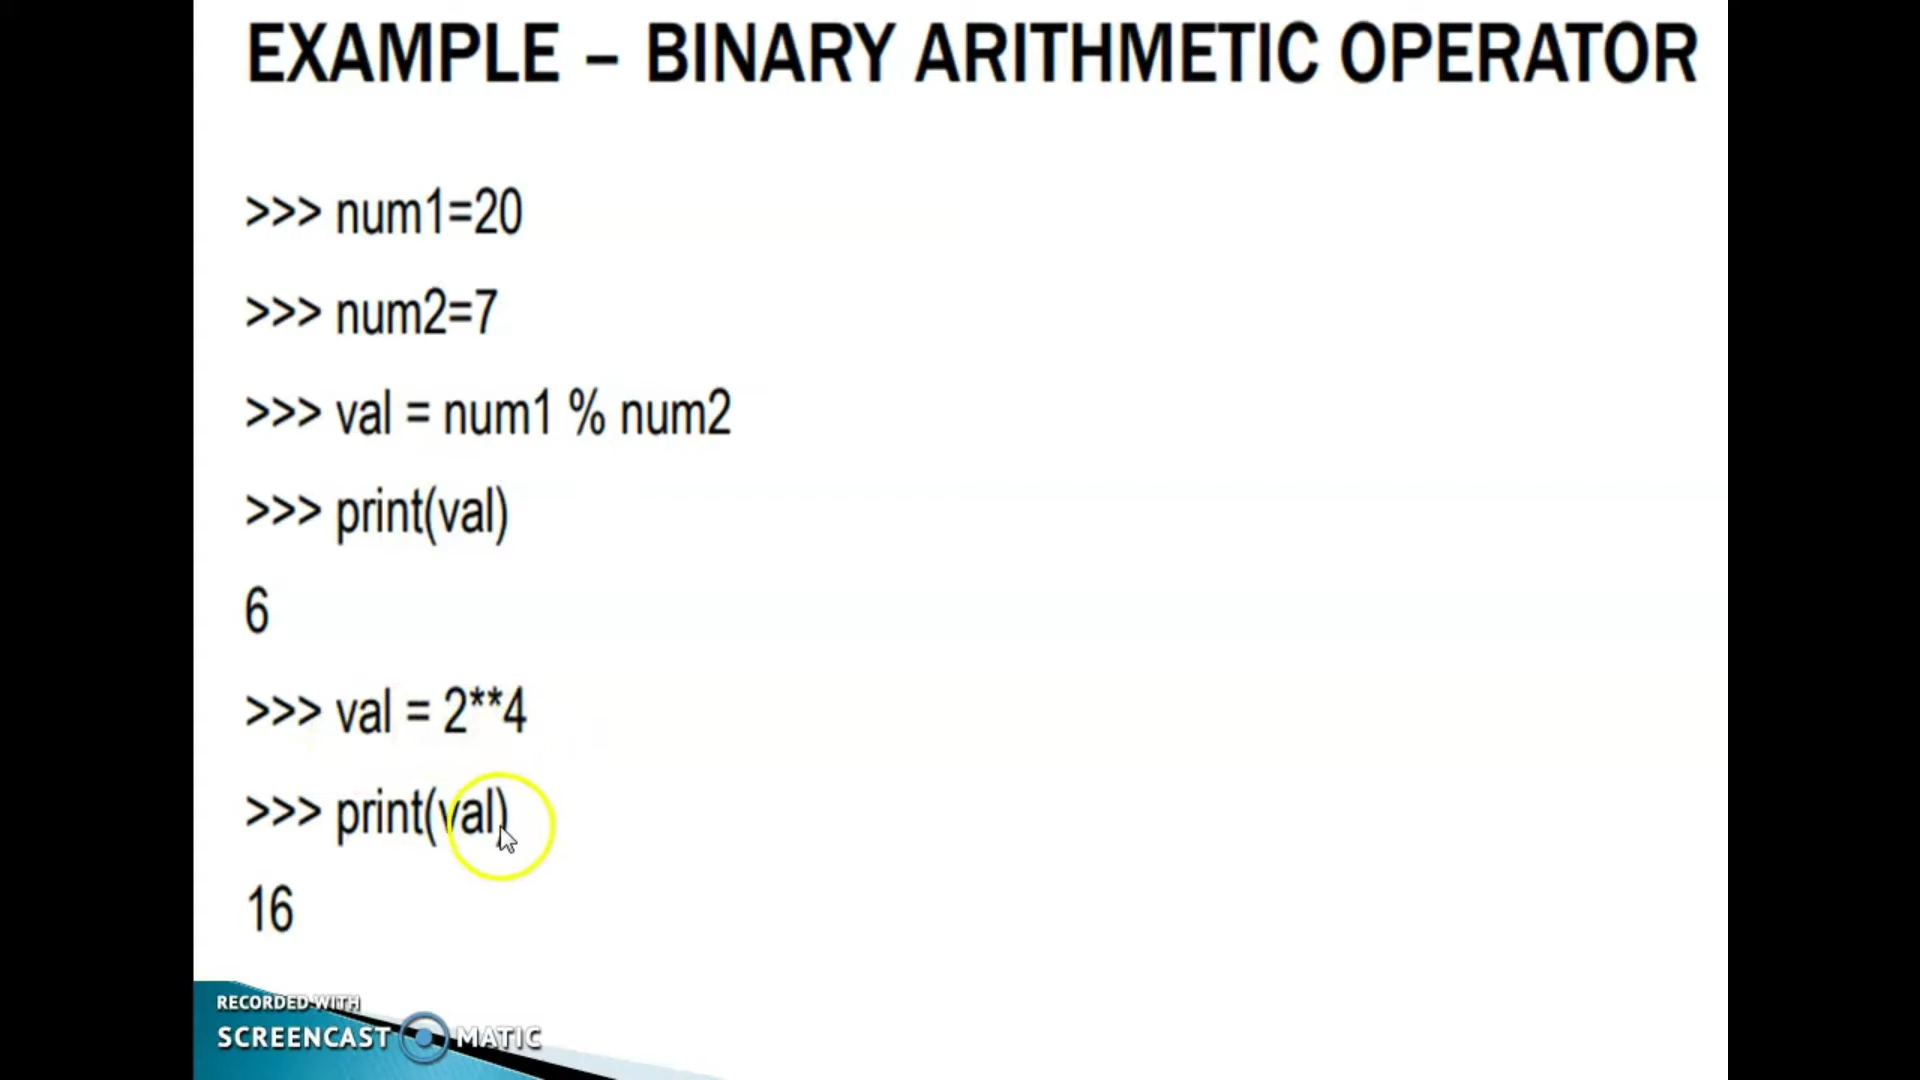 EXAMPLE – BINARY ARITHMETIC OPERATOR
>>> num1=20
>>> num2=7
>>> val = num1 % num2
>>> print(val)
6
>>> val = 2**4
>>> print(val)
16
RECORDED WITH
SCREENCAST MATIC